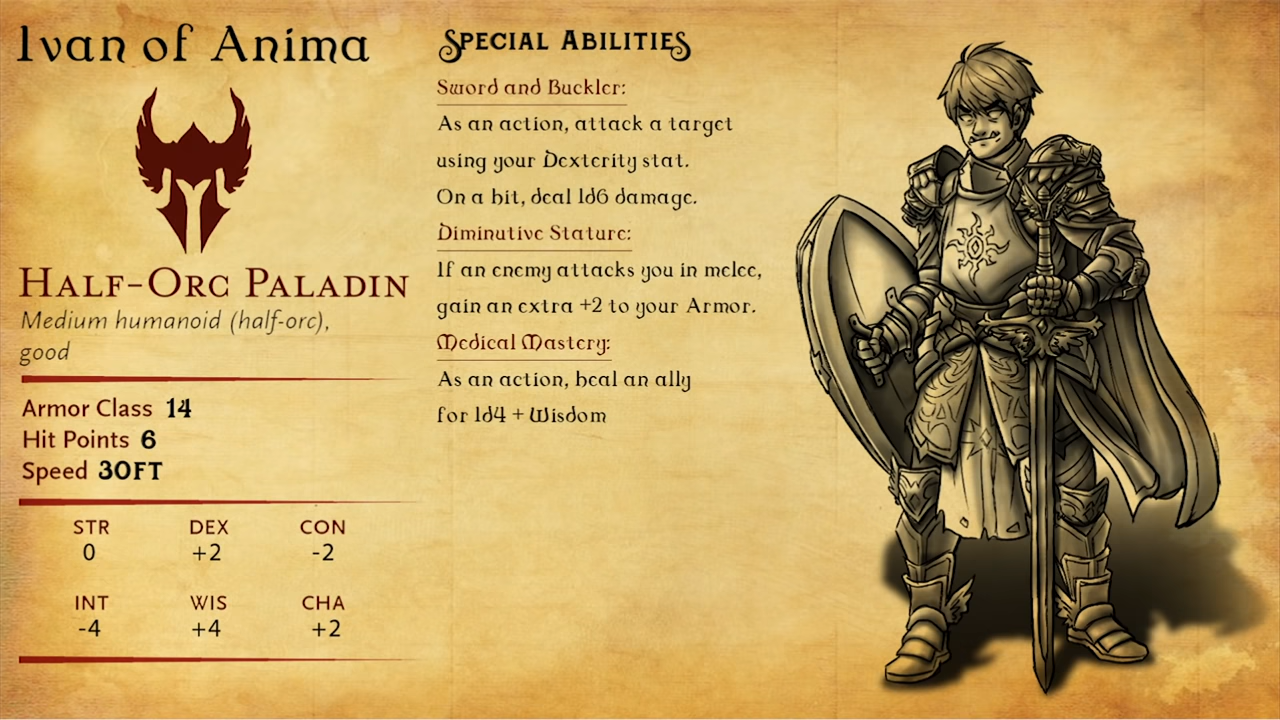 Ivan of Anima
Half-Orc Paladin
Medium humanoid (half-orc),
good
Armor Class 14
Hit Points 6
Speed 30FT
STR DEX CON
0 +2 -2
INT WIS CHA
-4 +4 +2
Special Abilities
Sword and Buckler:
As an action, attack a target
using your Dexterity stat.
On a hit, deal 1d6 damage.
Diminutive Stature:
If an enemy attacks you in melee,
gain an extra +2 to your Armor.
Medical Mastery:
As an action, heal an ally
for 1d4 + Wisdom